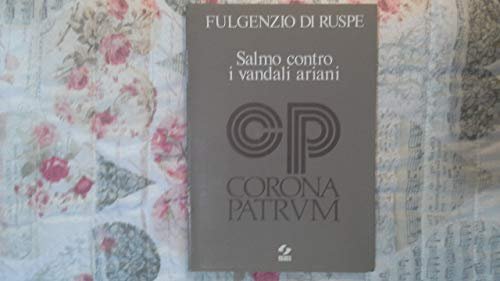 FULGENZIO DI RUSPE
Salmo contro
i vandali ariani
CP
CORONA
PATRVM